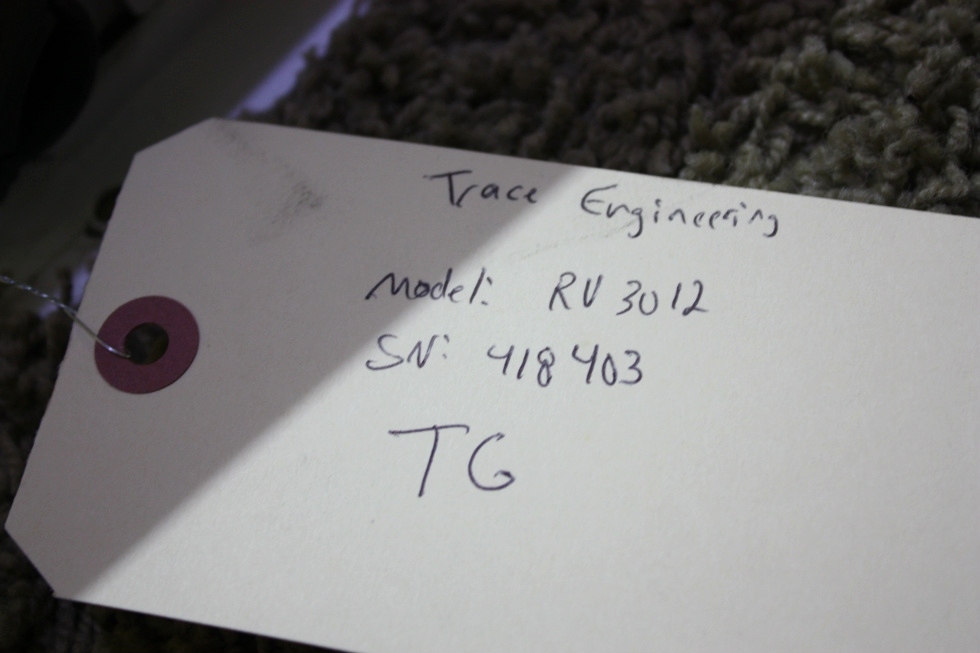 Trace Engineering
Model: RV 3012
SN: 418403
TG